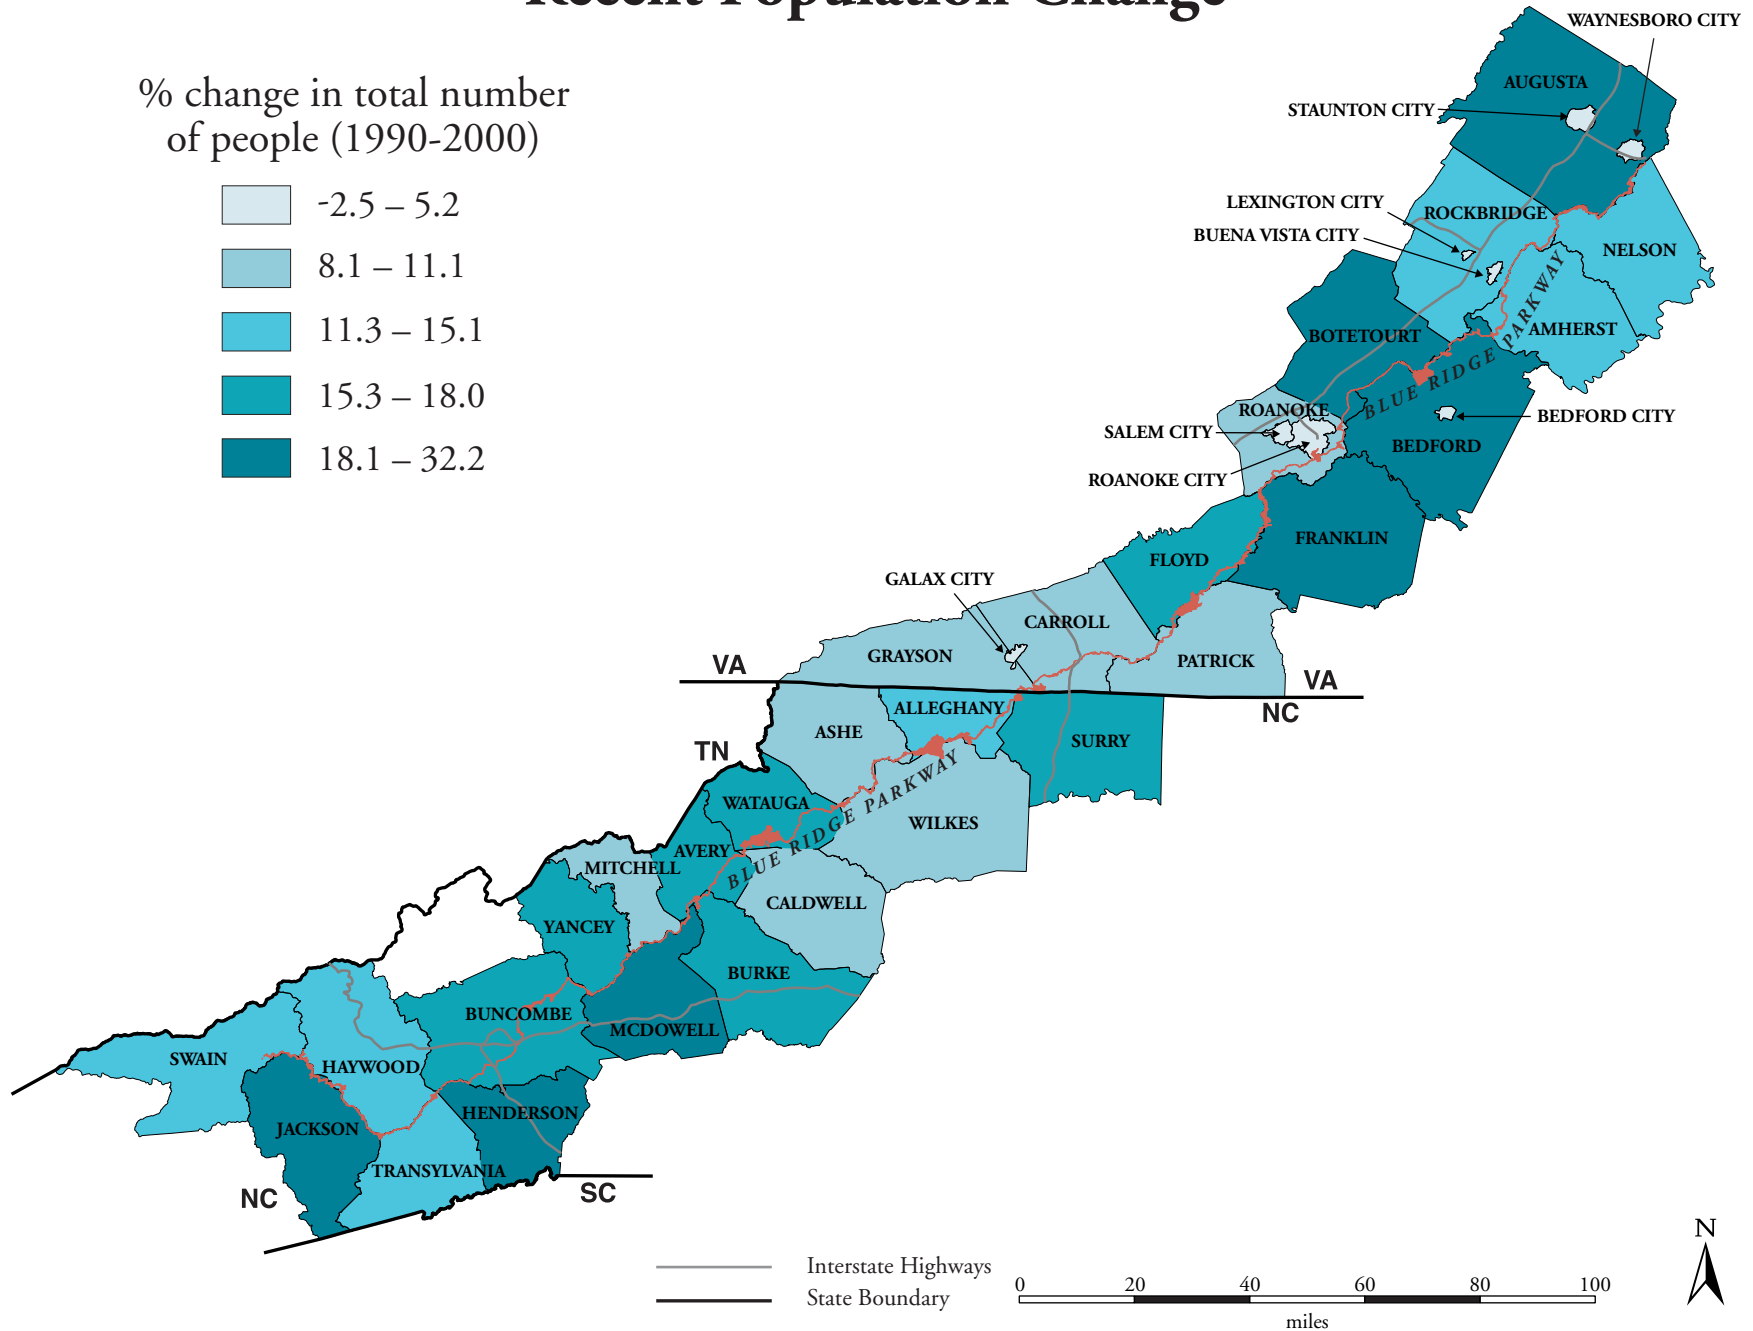 Recent Population Change
% change in total number
of people (1990-2000)
-2.5 – 5.2
8.1 – 11.1
11.3 – 15.1
15.3 – 18.0
18.1 – 32.2
WAYNESBORO CITY
AUGUSTA
STAUNTON CITY
LEXINGTON CITY
ROCKBRIDGE
BUENA VISTA CITY
NELSON
BOTETOURT
AMHERST
BLUE RIDGE PARKWAY
ROANOKE
SALEM CITY
BEDFORD CITY
BEDFORD
ROANOKE CITY
FRANKLIN
FLOYD
GALAX CITY
CARROLL
GRAYSON
PATRICK
VA
VA
NC
ALLEGHANY
ASHE
SURRY
TN
WATAUGA
WILKES
BLUE RIDGE PARKWAY
AVERY
MITCHELL
CALDWELL
YANCEY
BURKE
BUNCOMBE
MCDOWELL
SWAIN
HAYWOOD
HENDERSON
JACKSON
TRANSYLVANIA
NC
SC
N
Interstate Highways
State Boundary
0 20 40 60 80 100
miles